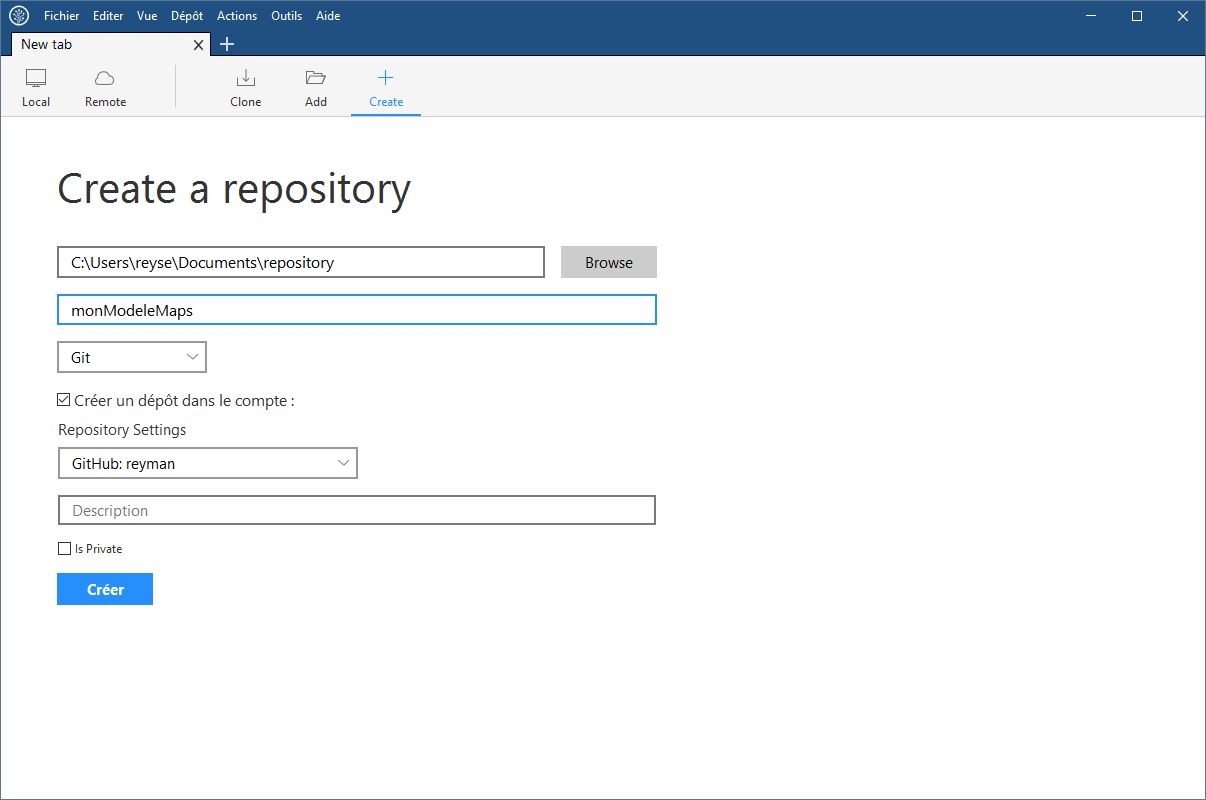 Fichier Editer Vue Dépôt Actions Outils Aide
New tab
Local Remote Clone Add Create
Create a repository
C:\Users\reyse\Documents\repository Browse
monModeleMaps
Git
Créer un dépôt dans le compte :
Repository Settings
GitHub: reyman
Description
Is Private
Créer